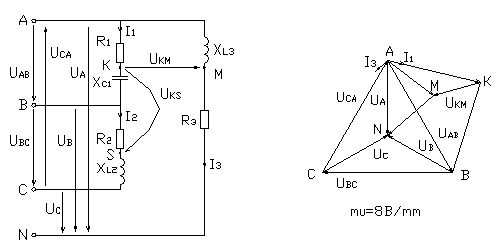 A
I1
R1
UCA
UA
UKM
XL3
K
M
UAB
XC1
UKS
B
I2
UBC
UB
R2
RЭ
S
XL2
I3
C
UC
N
A
I3
I1
K
M
UCA
UA
UKM
N
UAB
UB
UC
C
UBC
B
mu=8B/mm